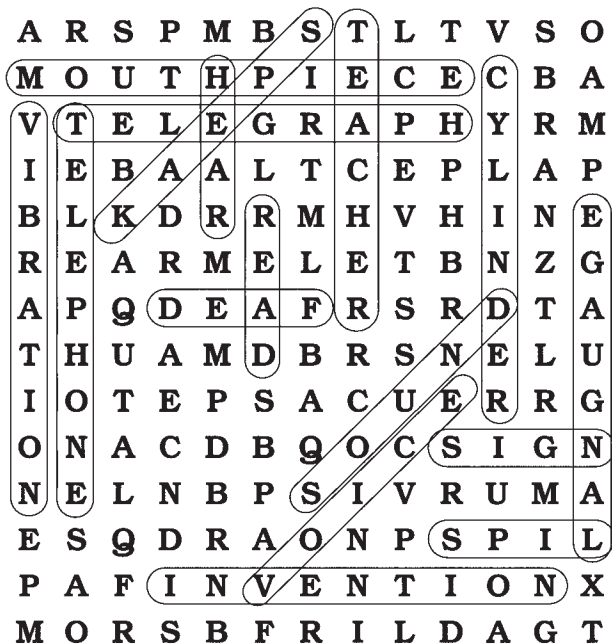 A R S P M B S T L T V S O
M O U T H P I E C E C B A
V T E L E G R A P H Y R M
I E B A A L T C E P L A P
B L K D R R M H V H I N E
R E A R M E L E T B N Z G
A P Q D E A F R S R D T A
T H U A M D B R S N E L U
I O T E P S A C U E R R G
O N A C D B Q O C S I G N
N E L N B P S I V R U M A
E S Q D R A O N P S P I L
P A F I N V E N T I O N X
M O R S B F R I L D A G T